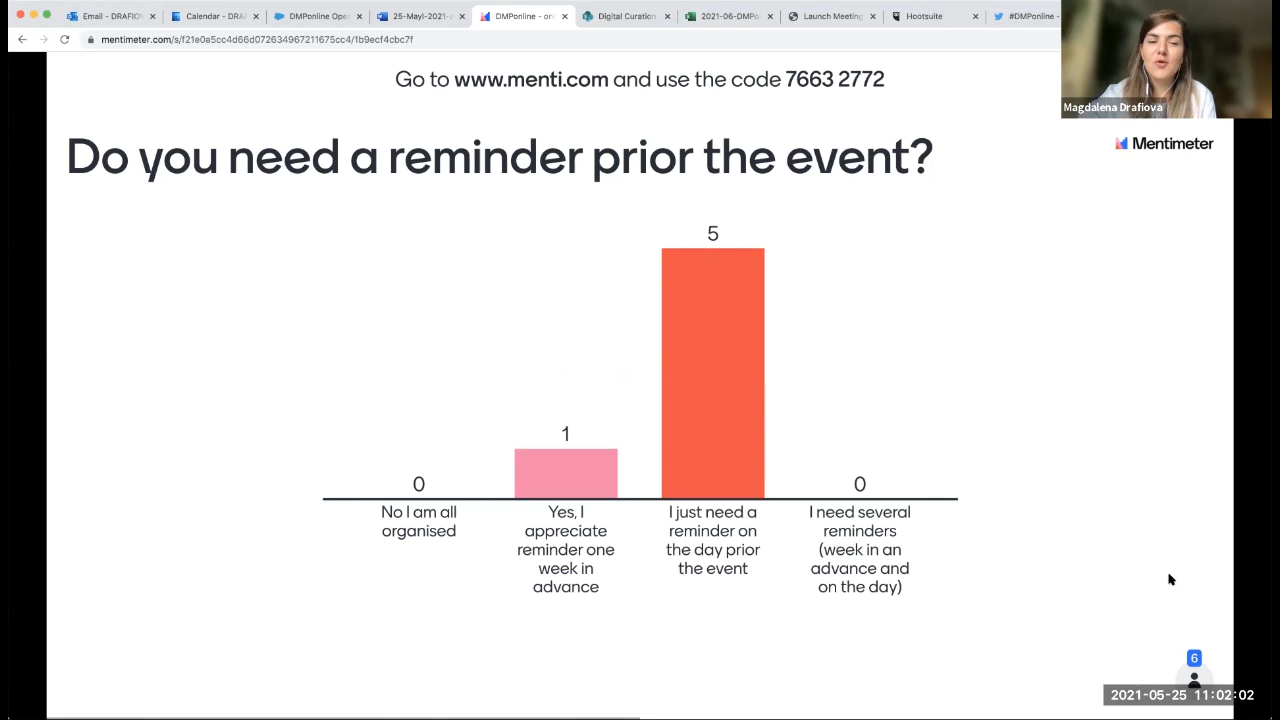 Email - DRAFIOV
Calendar - DRAF
DMPonline Oper
25-Mayl-2021-a
DMPonline - onl
Digital Curation
2021-06-DMPo
Launch Meeting
Hootsuite
#DMPonline -
mentimeter.com/s/f21e0a5cc4d66d072634967211675cc4/1b9ecf4cbc7f
Go to www.menti.com and use the code 7663 2772
Magdalena Drafiova
Mentimeter
Do you need a reminder prior the event?
0
1
5
0
No I am all
organised
Yes, I
appreciate
reminder one
week in
advance
I just need a
reminder on
the day prior
the event
I need several
reminders
(week in an
advance and
on the day)
6
2021-05-25 11:02:02